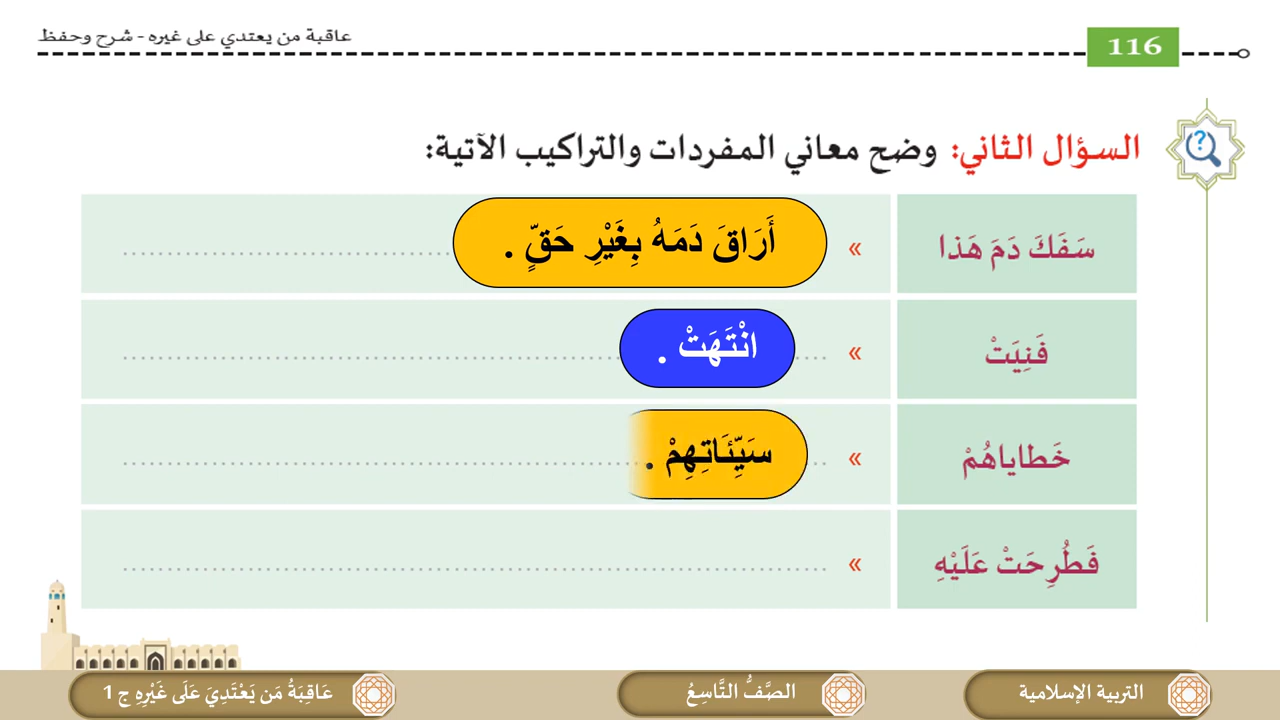 116
عاقبة من يعتدي على غيره - شرح وحفظ
السؤال الثاني: وضح معاني المفردات والتراكيب الآتية:
سَفَكَ دَمَ هَذا » أَرَاقَ دَمَهُ بِغَيْرِ حَقٍّ .
فَنِيَتْ » انْتَهَتْ .
خَطاياهُمْ » سَيِّئَاتِهِمْ .
فَطُرِحَتْ عَلَيْهِ »
التربية الإسلامية
الصَّفُّ التَّاسِعُ
عَاقِبَةُ مَن يَعْتَدِيَ عَلَى غَيْرِهِ ج 1